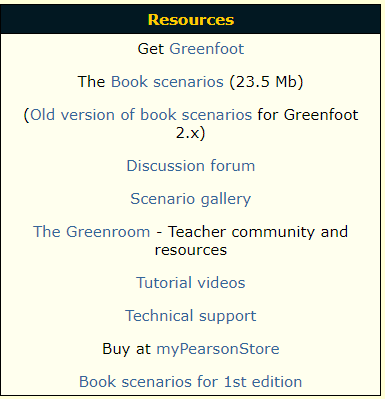 Resources
Get Greenfoot
The Book scenarios (23.5 Mb)
(Old version of book scenarios for Greenfoot
2.x)
Discussion forum
Scenario gallery
The Greenroom - Teacher community and
resources
Tutorial videos
Technical support
Buy at myPearsonStore
Book scenarios for 1st edition